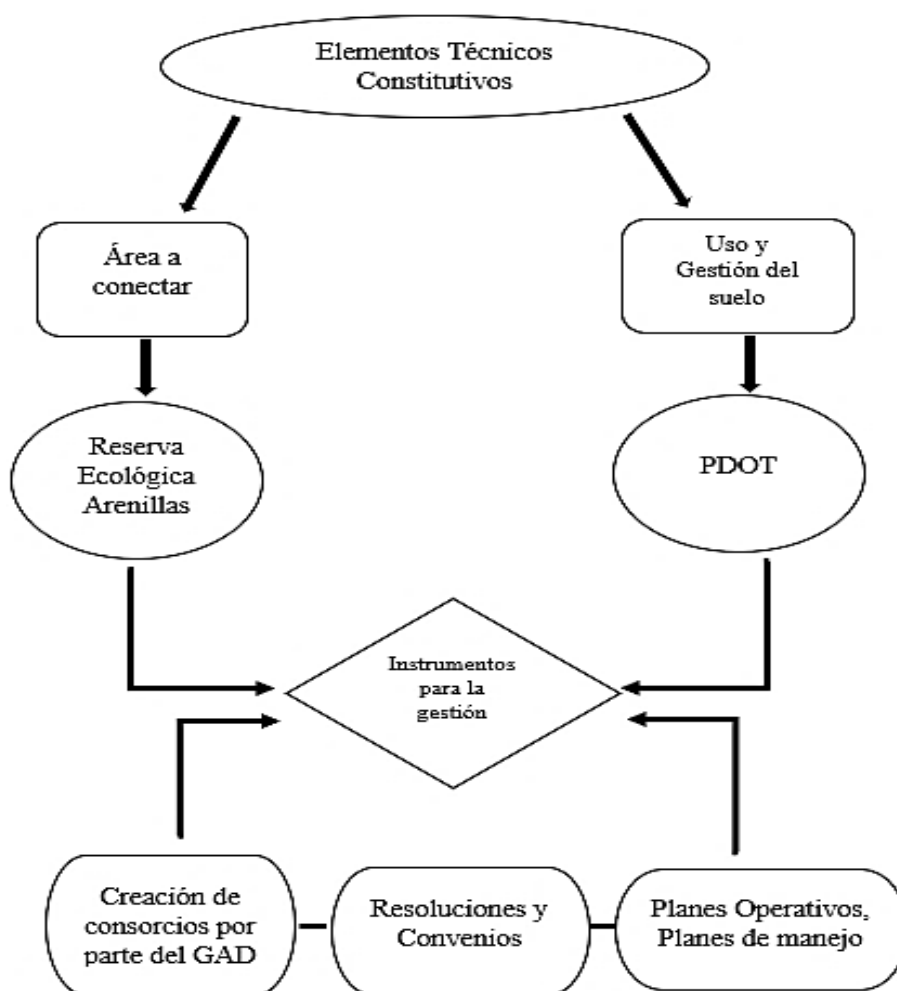 Elementos Técnicos
Constitutivos
Área a
conectar
Uso y
Gestión del
suelo
Reserva
Ecológica
Arenillas
PDOT
Instrumentos
para la
gestión
Creación de
consorcios por
parte del GAD
Resoluciones y
Convenios
Planes Operativos,
Planes de manejo